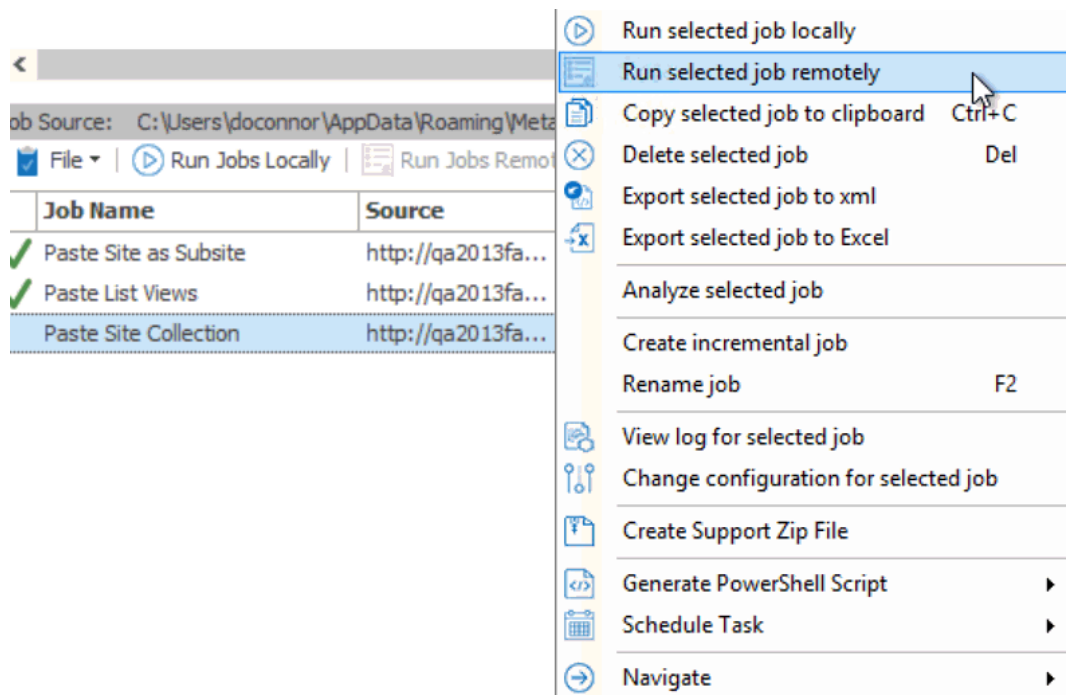 ob Source: C:\Users\doconnor\AppData\Roaming\Meta
File Run Jobs Locally Run Jobs Remot
Job Name Source
Paste Site as Subsite http://qa2013fa...
Paste List Views http://qa2013fa...
Paste Site Collection http://qa2013fa...
Run selected job locally
Run selected job remotely
Copy selected job to clipboard Ctrl+C
Delete selected job Del
Export selected job to xml
Export selected job to Excel
Analyze selected job
Create incremental job
Rename job F2
View log for selected job
Change configuration for selected job
Create Support Zip File
Generate PowerShell Script
Schedule Task
Navigate